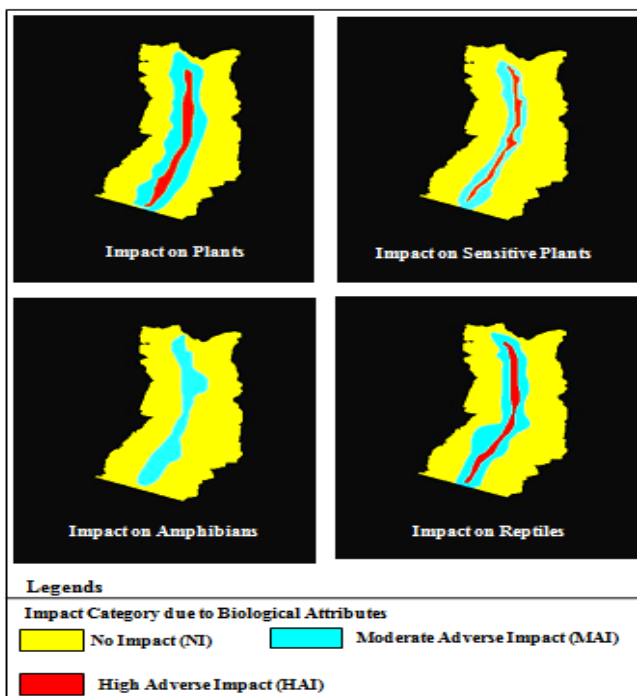 Impact on Plants
Impact on Sensitive Plants
Impact on Amphibians
Impact on Reptiles
Legends
Impact Category due to Biological Attributes
No Impact (NI)
Moderate Adverse Impact (MAI)
High Adverse Impact (HAI)